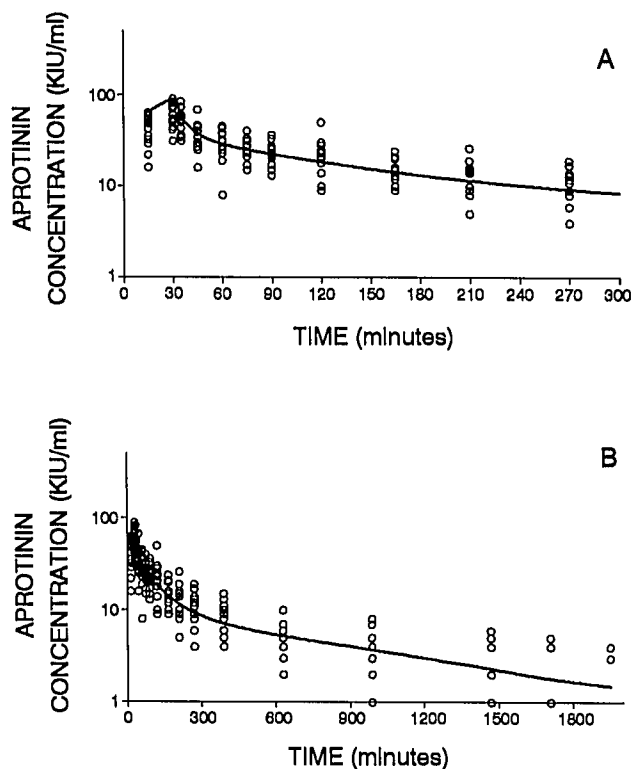 A
APROTININ
CONCENTRATION (KIU/ml)
100
10
1
0 30 60 90 120 150 180 210 240 270 300
TIME (minutes)
B
APROTININ
CONCENTRATION (KIU/ml)
100
10
1
0 300 600 900 1200 1500 1800
TIME (minutes)